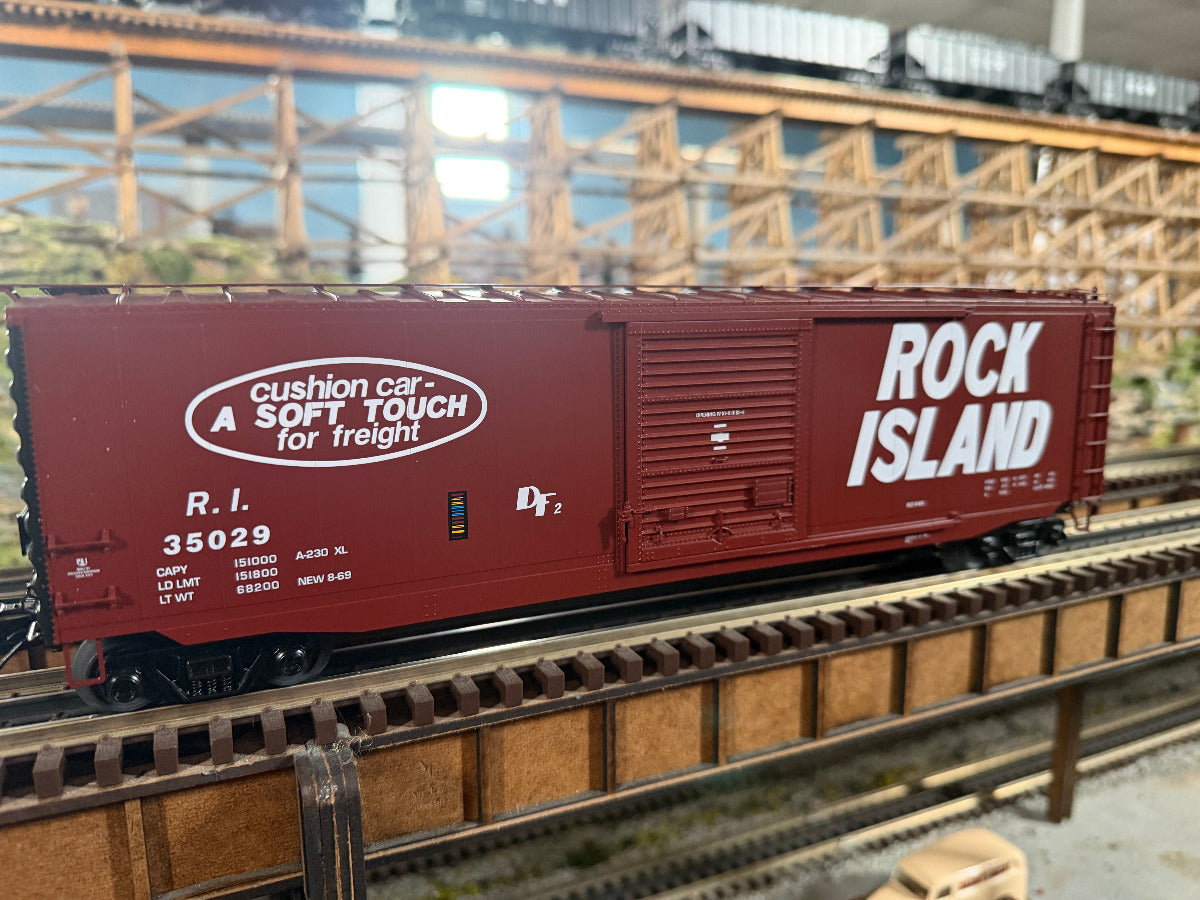 cushion car-
A SOFT TOUCH
for freight
R. I.
35029
CAPY 151000 A-230 XL
LD LMT 151800
LT WT 68200 NEW 8-69
DF2
ROCK
ISLAND